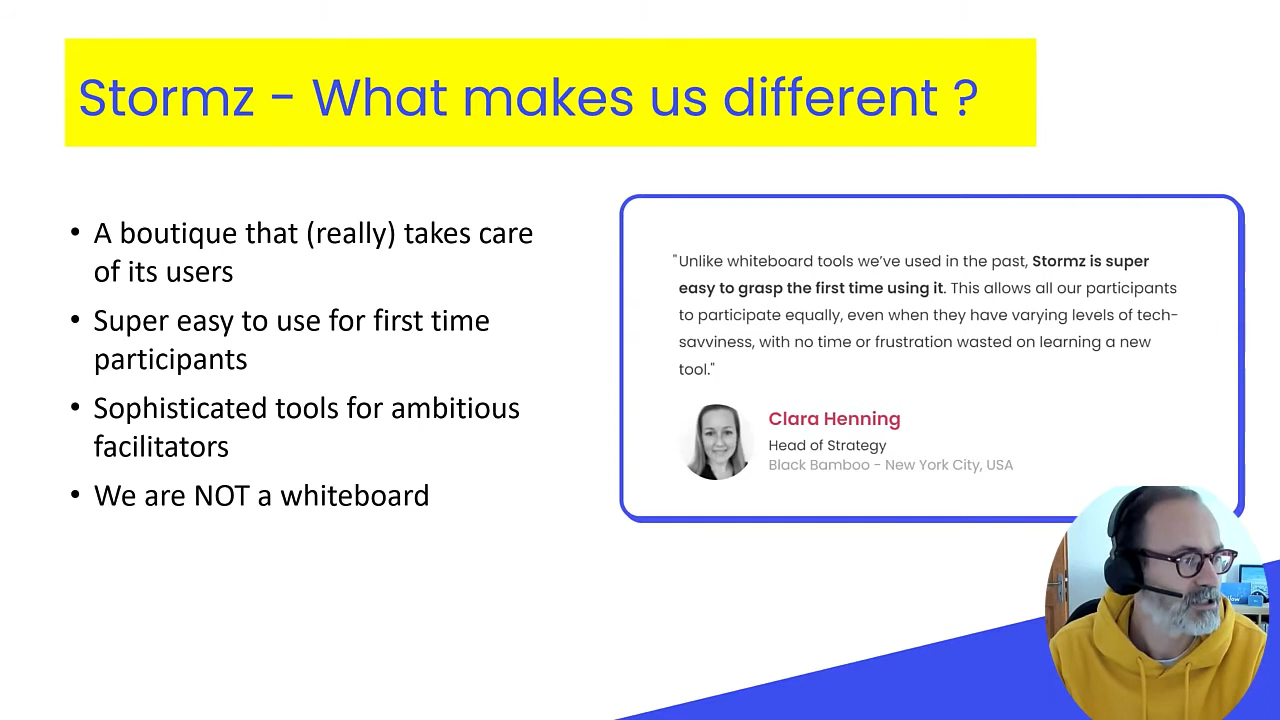 Stormz - What makes us different ?
• A boutique that (really) takes care
of its users
• Super easy to use for first time
participants
• Sophisticated tools for ambitious
facilitators
• We are NOT a whiteboard
"Unlike whiteboard tools we've used in the past, Stormz is super
easy to grasp the first time using it. This allows all our participants
to participate equally, even when they have varying levels of tech-
savviness, with no time or frustration wasted on learning a new
tool."
Clara Henning
Head of Strategy
Black Bamboo - New York City, USA